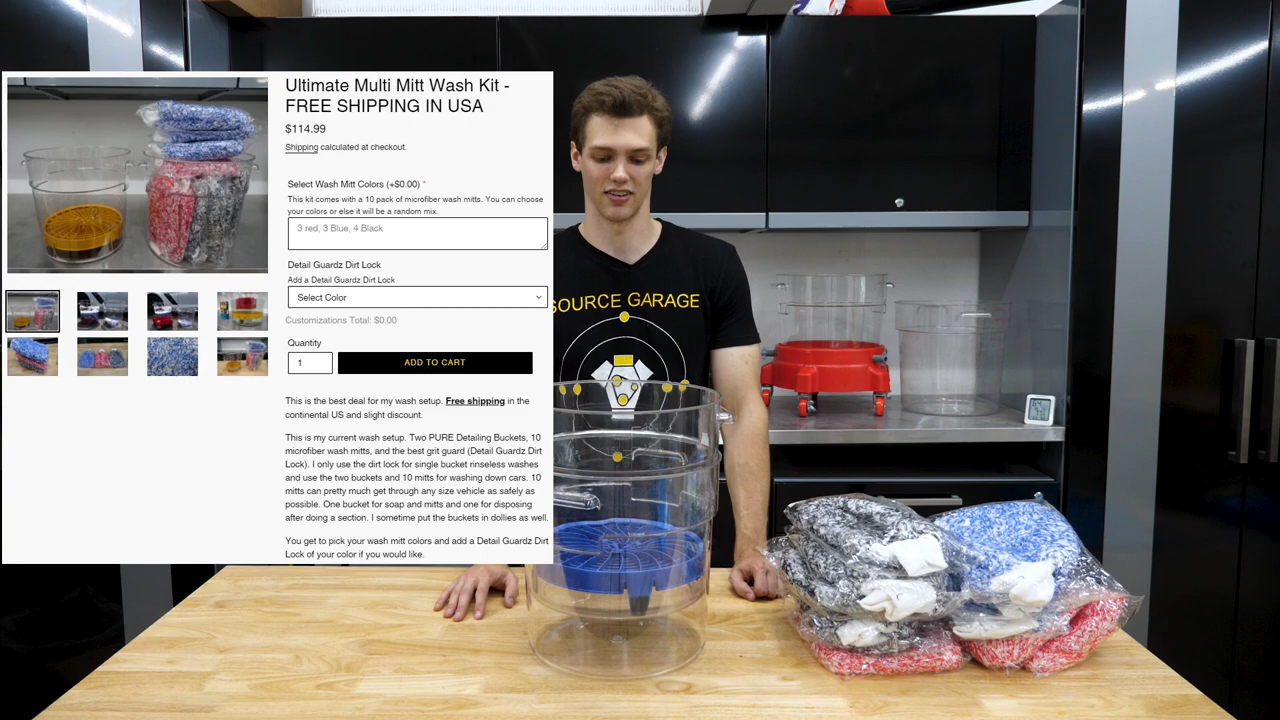 Ultimate Multi Mitt Wash Kit -
FREE SHIPPING IN USA
$114.99
Shipping calculated at checkout.
Select Wash Mitt Colors (+$0.00) *
This kit comes with a 10 pack of microfiber wash mitts. You can choose
your colors or else it will be a random mix.
3 red, 3 Blue, 4 Black
Detail Guardz Dirt Lock
Add a Detail Guardz Dirt Lock
Select Color
Customizations Total: $0.00
Quantity
1
ADD TO CART
This is the best deal for my wash setup. Free shipping in the
continental US and slight discount.
This is my current wash setup. Two PURE Detailing Buckets, 10
microfiber wash mitts, and the best grit guard (Detail Guardz Dirt
Lock). I only use the dirt lock for single bucket rinseless washes
and use the two buckets and 10 mitts for washing down cars. 10
mitts can pretty much get through any size vehicle as safely as
possible. One bucket for soap and mitts and one for disposing
after doing a section. I sometime put the buckets in dollies as well.
You get to pick your wash mitt colors and add a Detail Guardz Dirt
Lock of your color if you would like.
SOURCE GARAGE